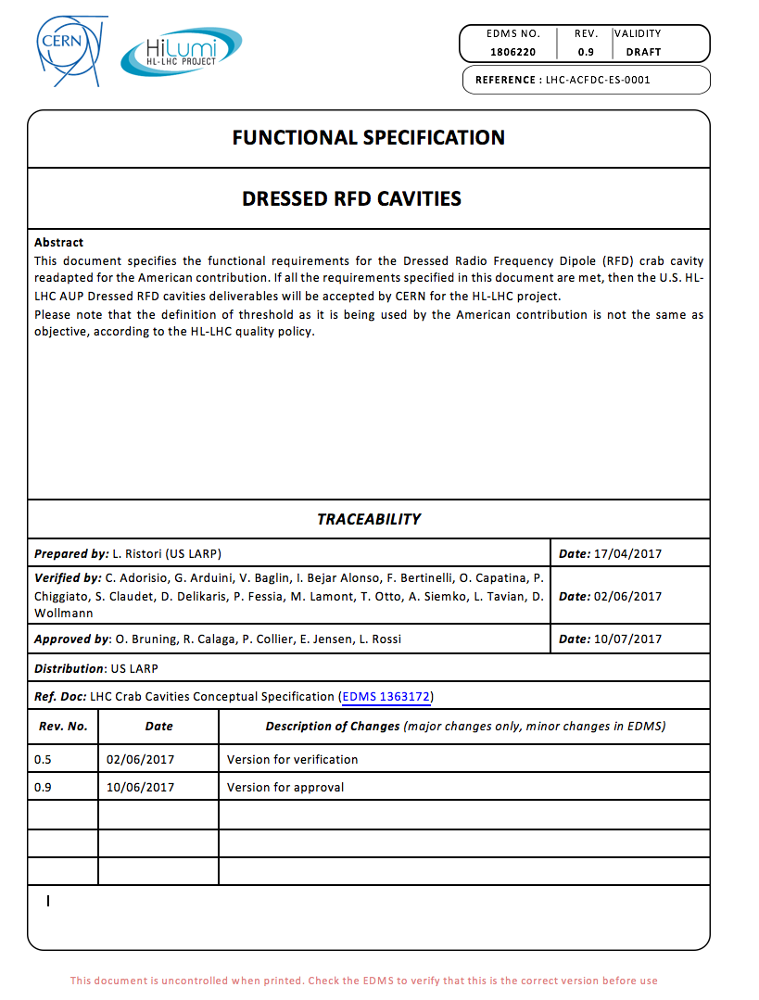 CERN
HiLumi
HL-LHC PROJECT
EDMS NO. REV. VALIDITY
1806220 0.9 DRAFT
REFERENCE : LHC-ACFDC-ES-0001
FUNCTIONAL SPECIFICATION
DRESSED RFD CAVITIES
Abstract
This document specifies the functional requirements for the Dressed Radio Frequency Dipole (RFD) crab cavity
readapted for the American contribution. If all the requirements specified in this document are met, then the U.S. HL-
LHC AUP Dressed RFD cavities deliverables will be accepted by CERN for the HL-LHC project.
Please note that the definition of threshold as it is being used by the American contribution is not the same as
objective, according to the HL-LHC quality policy.
TRACEABILITY
Prepared by: L. Ristori (US LARP) Date: 17/04/2017
Verified by: C. Adorisio, G. Arduini, V. Baglin, I. Bejar Alonso, F. Bertinelli, O. Capatina, P.
Chiggiato, S. Claudet, D. Delikaris, P. Fessia, M. Lamont, T. Otto, A. Siemko, L. Tavian, D. Date: 02/06/2017
Wollmann
Approved by: O. Bruning, R. Calaga, P. Collier, E. Jensen, L. Rossi Date: 10/07/2017
Distribution: US LARP
Ref. Doc: LHC Crab Cavities Conceptual Specification (EDMS 1363172)
Rev. No. Date Description of Changes (major changes only, minor changes in EDMS)
0.5 02/06/2017 Version for verification
0.9 10/06/2017 Version for approval
This document is uncontrolled when printed. Check the EDMS to verify that this is the correct version before use